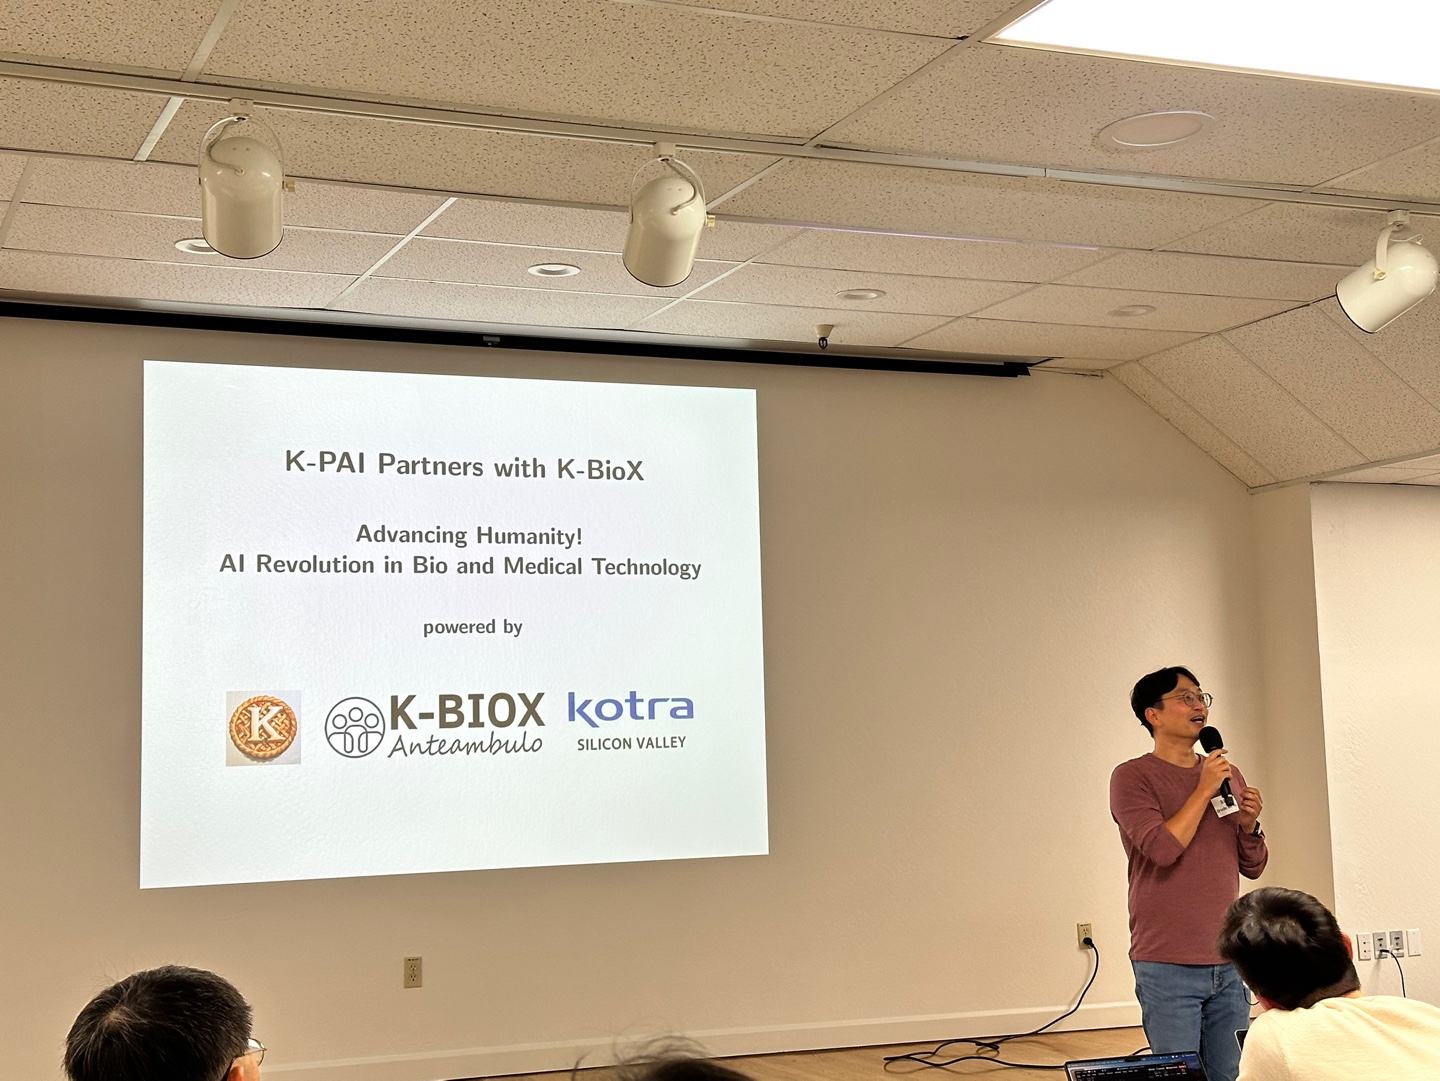 K-PAI Partners with K-BioX
Advancing Humanity!
AI Revolution in Bio and Medical Technology
powered by
K
K-BIOX
Anteambulo
kotra
SILICON VALLEY